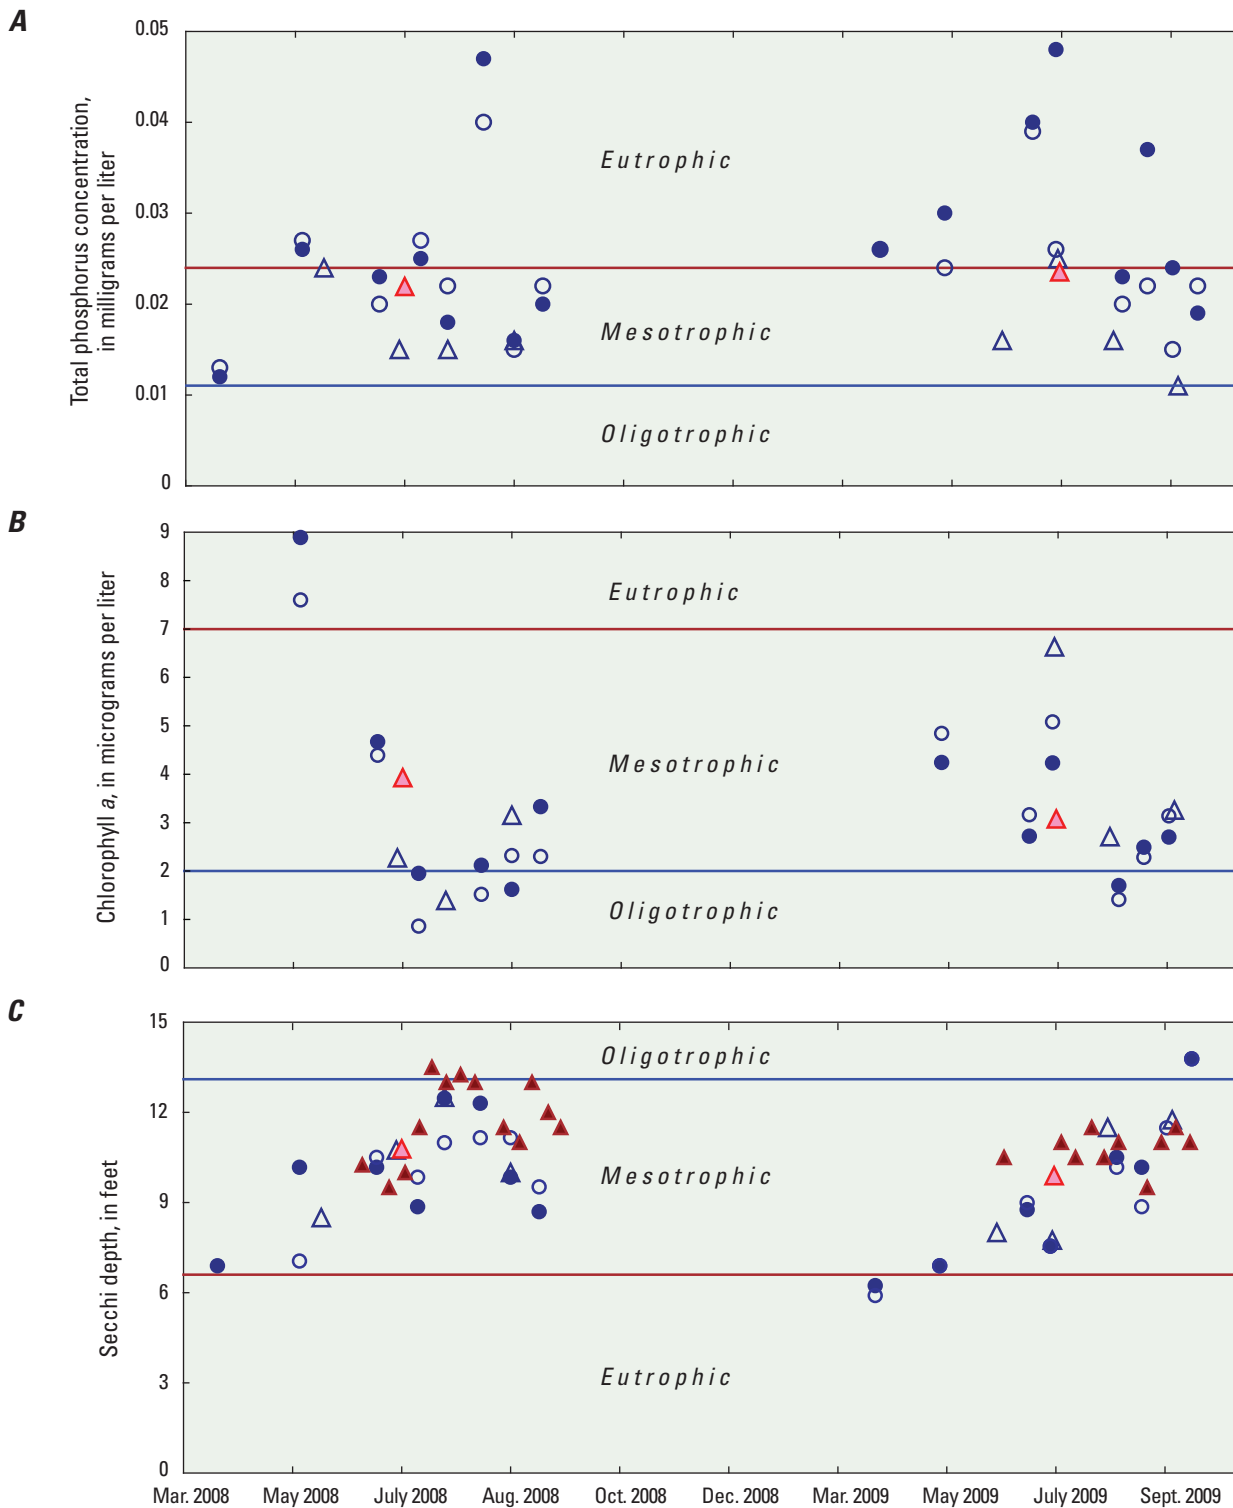 A
Total phosphorus concentration,
in milligrams per liter
0.05
0.04
0.03
0.02
0.01
0
Eutrophic
Mesotrophic
Oligotrophic
B
Chlorophyll a, in micrograms per liter
9
8
7
6
5
4
3
2
1
0
Eutrophic
Mesotrophic
Oligotrophic
C
Secchi depth, in feet
15
12
9
6
3
0
Oligotrophic
Mesotrophic
Eutrophic
Mar. 2008 May 2008 July 2008 Aug. 2008 Oct. 2008 Dec. 2008 Mar. 2009 May 2009 July 2009 Sept. 2009